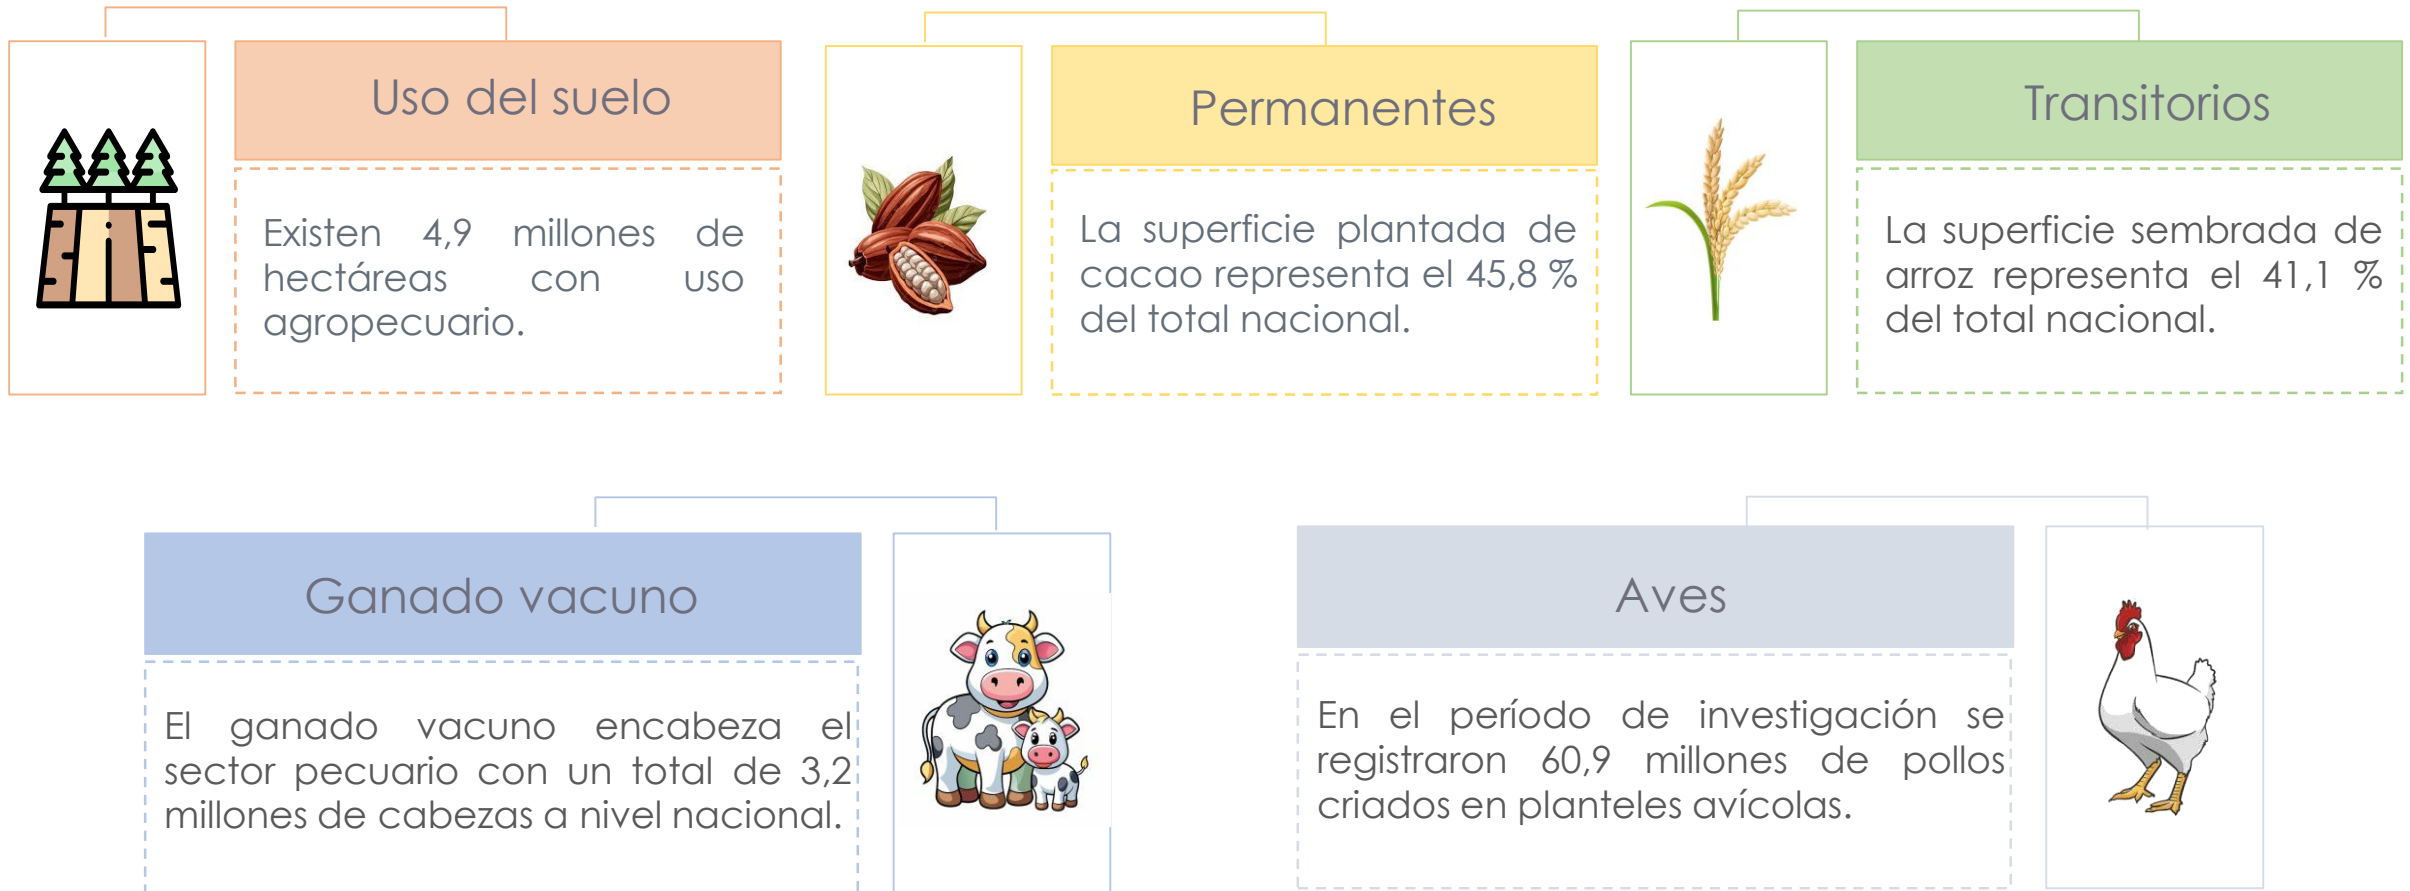 Uso del suelo
Existen 4,9 millones de
hectáreas con uso
agropecuario.
Permanentes
La superficie plantada de
cacao representa el 45,8 %
del total nacional.
Transitorios
La superficie sembrada de
arroz representa el 41,1 %
del total nacional.
Ganado vacuno
El ganado vacuno encabeza el
sector pecuario con un total de 3,2
millones de cabezas a nivel nacional.
Aves
En el período de investigación se
registraron 60,9 millones de pollos
criados en planteles avícolas.